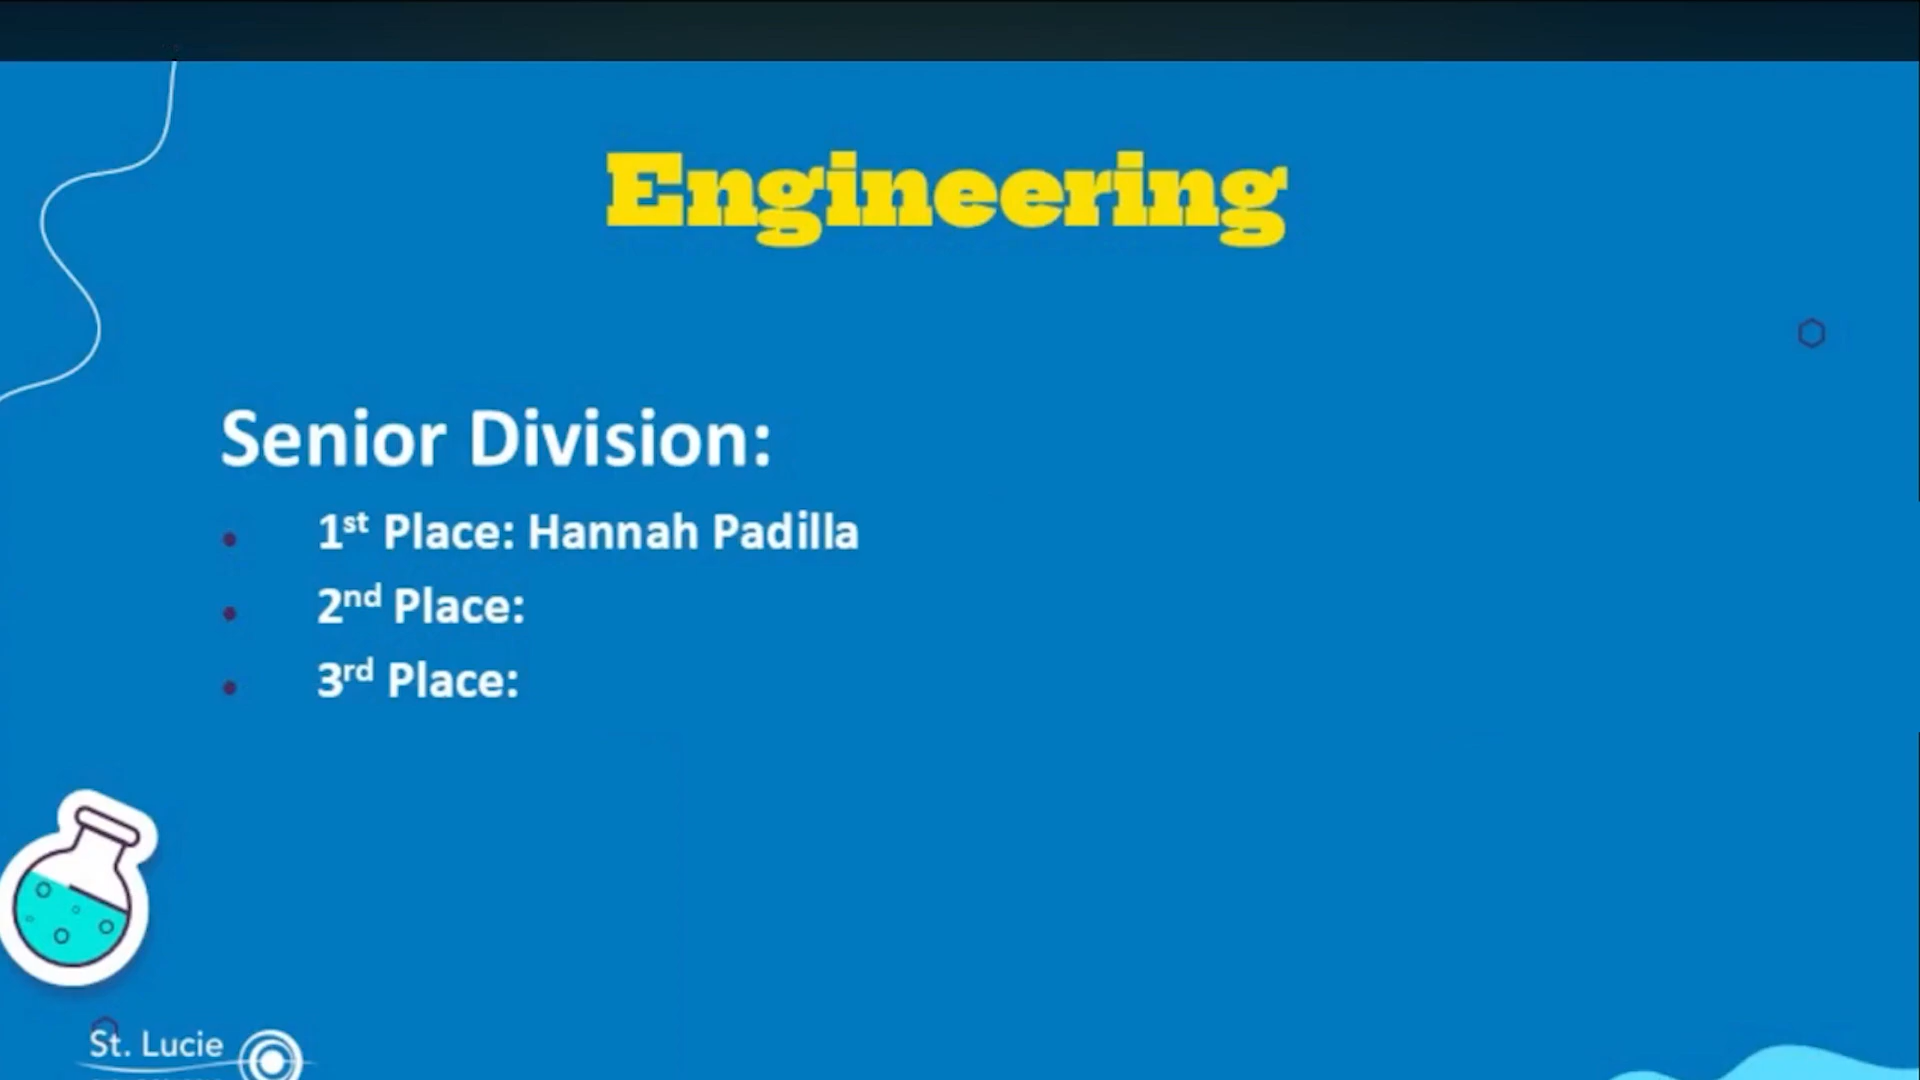 Engineering
Senior Division:
1st Place: Hannah Padilla
2nd Place:
3rd Place:
St. Lucie